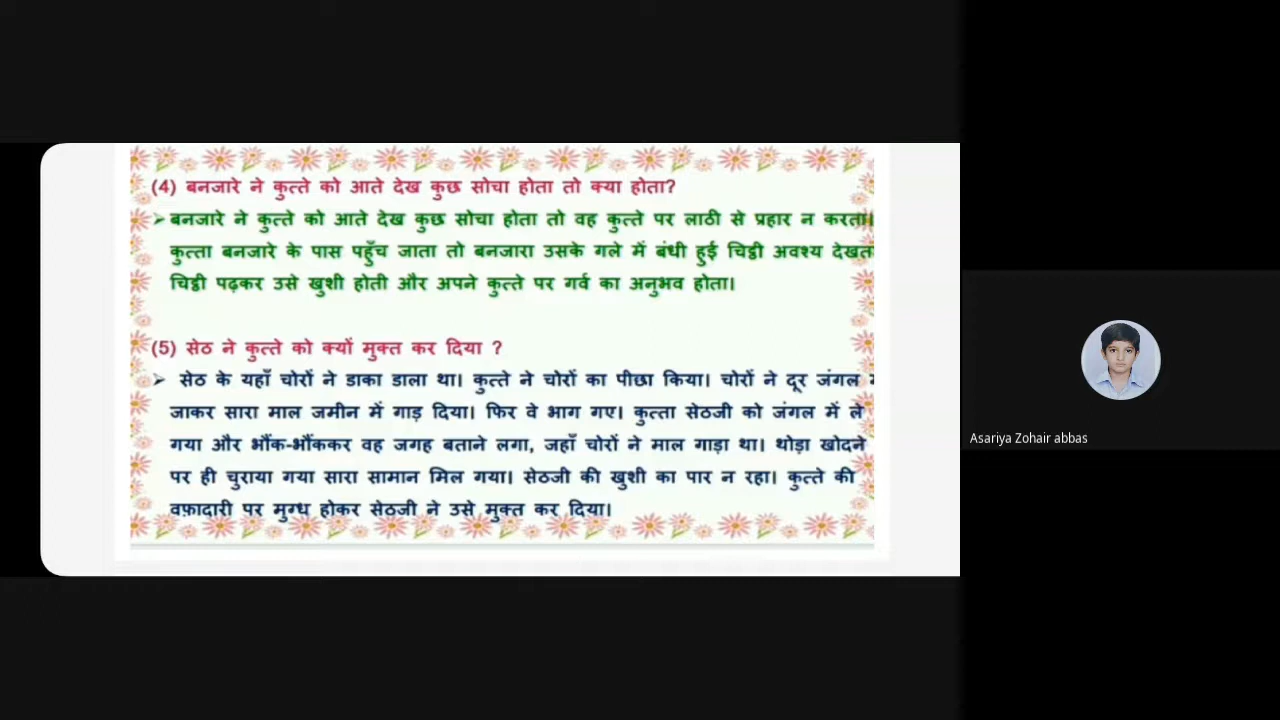 (4) बनजारे ने कुत्ते को आते देख कुछ सोचा होता तो क्या होता?
➢ बनजारे ने कुत्ते को आते देख कुछ सोचा होता तो वह कुत्ते पर लाठी से प्रहार न करता।
कुत्ता बनजारे के पास पहुँच जाता तो बनजारा उसके गले में बंधी हुई चिट्ठी अवश्य
चिट्ठी पढ़कर उसे खुशी होती और अपने कुत्ते पर गर्व का अनुभव होता।
(5) सेठ ने कुत्ते को क्यों मुक्त कर दिया ?
➢ सेठ के यहाँ चोरों ने डाका डाला था। कुत्ते ने चोरों का पीछा किया। चोरों ने दूर जंगल
जाकर सारा माल जमीन में गाड़ दिया। फिर वे भाग गए। कुत्ता सेठजी को जंगल में ले
गया और भौंक-भौंककर वह जगह बताने लगा, जहाँ चोरों ने माल गाड़ा था। थोड़ा खोदने
पर ही चुराया गया सारा सामान मिल गया। सेठजी की खुशी का पार न रहा। कुत्ते की
वफ़ादारी पर मुग्ध होकर सेठजी ने उसे मुक्त कर दिया।
Asariya Zohair abbas